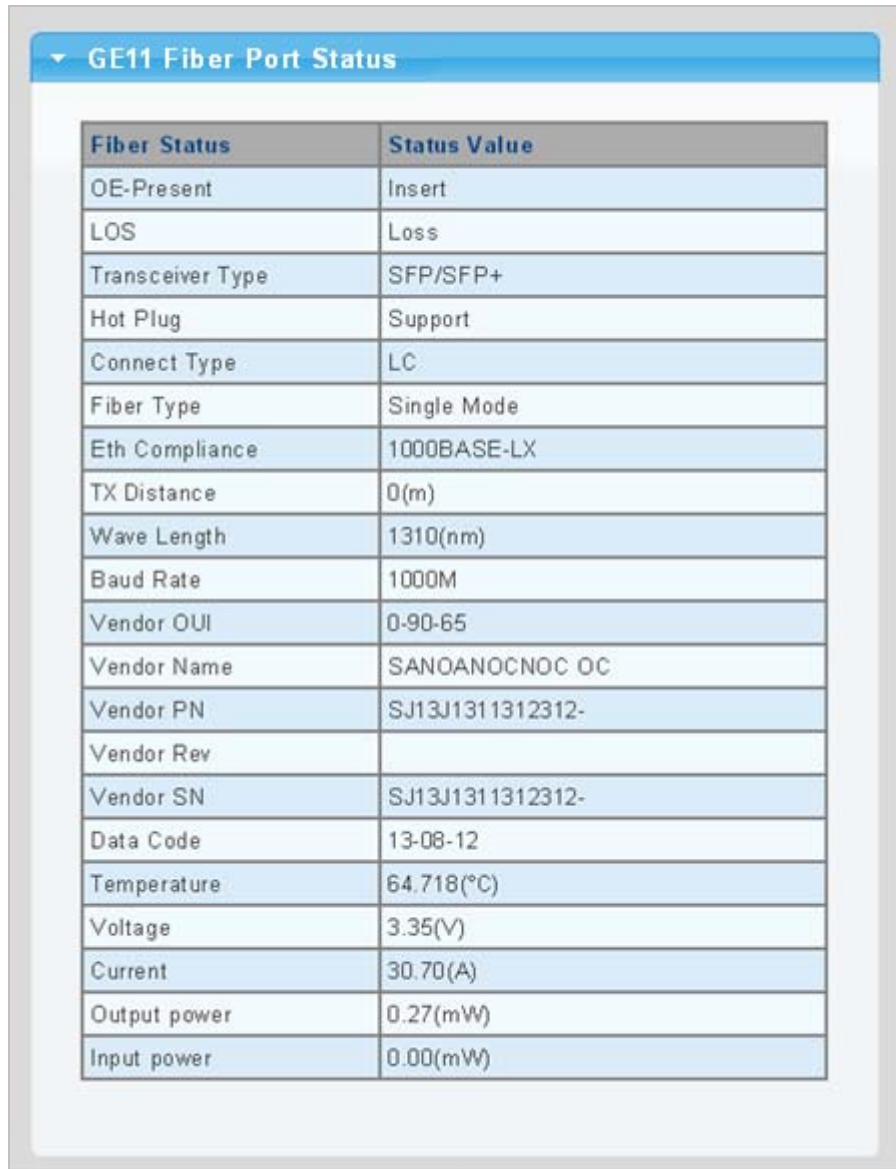 GE11 Fiber Port Status
Fiber Status Status Value
OE-Present Insert
LOS Loss
Transceiver Type SFP/SFP+
Hot Plug Support
Connect Type LC
Fiber Type Single Mode
Eth Compliance 1000BASE-LX
TX Distance 0(m)
Wave Length 1310(nm)
Baud Rate 1000M
Vendor OUI 0-90-65
Vendor Name SANOANOCNOC OC
Vendor PN SJ13J1311312312-
Vendor Rev
Vendor SN SJ13J1311312312-
Data Code 13-08-12
Temperature 64.718(°C)
Voltage 3.35(V)
Current 30.70(A)
Output power 0.27(mW)
Input power 0.00(mW)